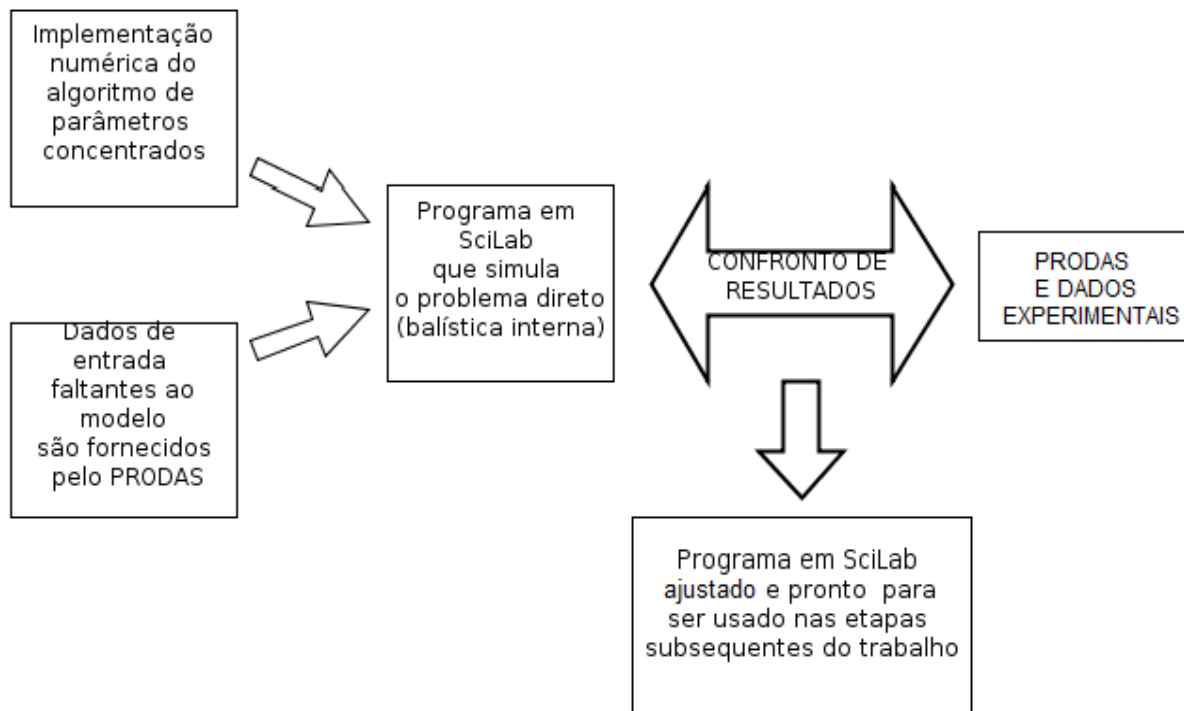 Implementação
numérica do
algoritmo de
parâmetros
concentrados
Dados de
entrada
faltantes ao
modelo
são fornecidos
pelo PRODAS
Programa em
SciLab
que simula
o problema direto
(balística interna)
CONFRONTO DE
RESULTADOS
PRODAS
E DADOS
EXPERIMENTAIS
Programa em SciLab
ajustado e pronto para
ser usado nas etapas
subsequentes do trabalho